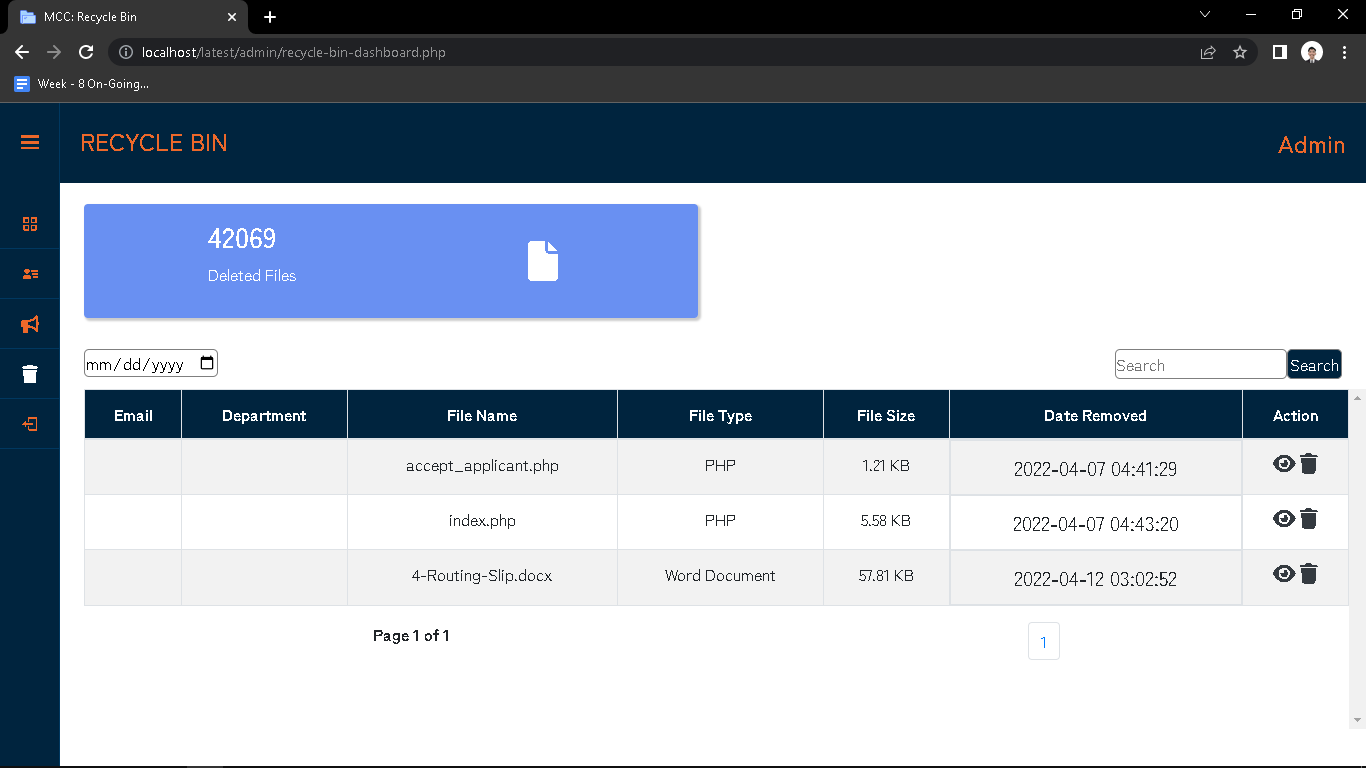 MCC: Recycle Bin
localhost/latest/admin/recycle-bin-dashboard.php
Week - 8 On-Going...
RECYCLE BIN
Admin
42069
Deleted Files
mm/dd/yyyy
Search
Search
Email Department File Name File Type File Size Date Removed Action
accept_applicant.php PHP 1.21 KB 2022-04-07 04:41:29
index.php PHP 5.58 KB 2022-04-07 04:43:20
4-Routing-Slip.docx Word Document 57.81 KB 2022-04-12 03:02:52
Page 1 of 1
1